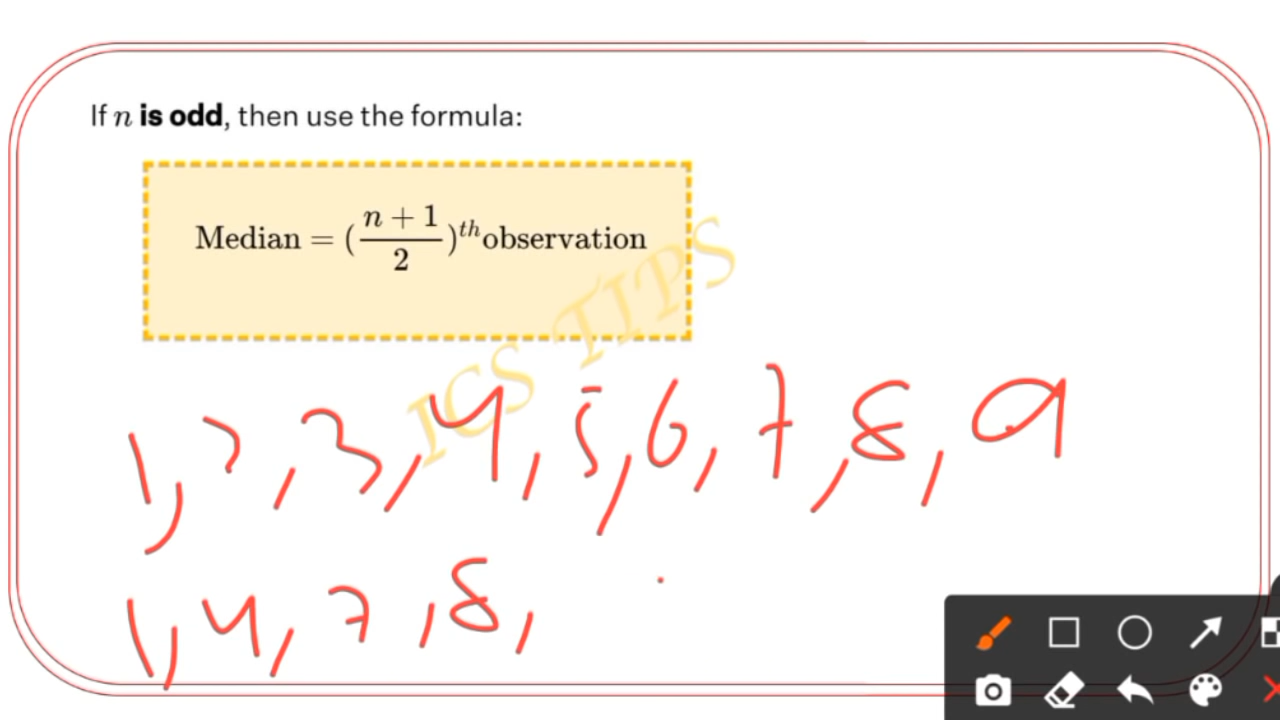 If n is odd, then use the formula:
Median = (n + 1 / 2)^th observation
ICS TIPS
1, 2, 3, 4, 5, 6, 7, 8, 9
1, 4, 7, 8,